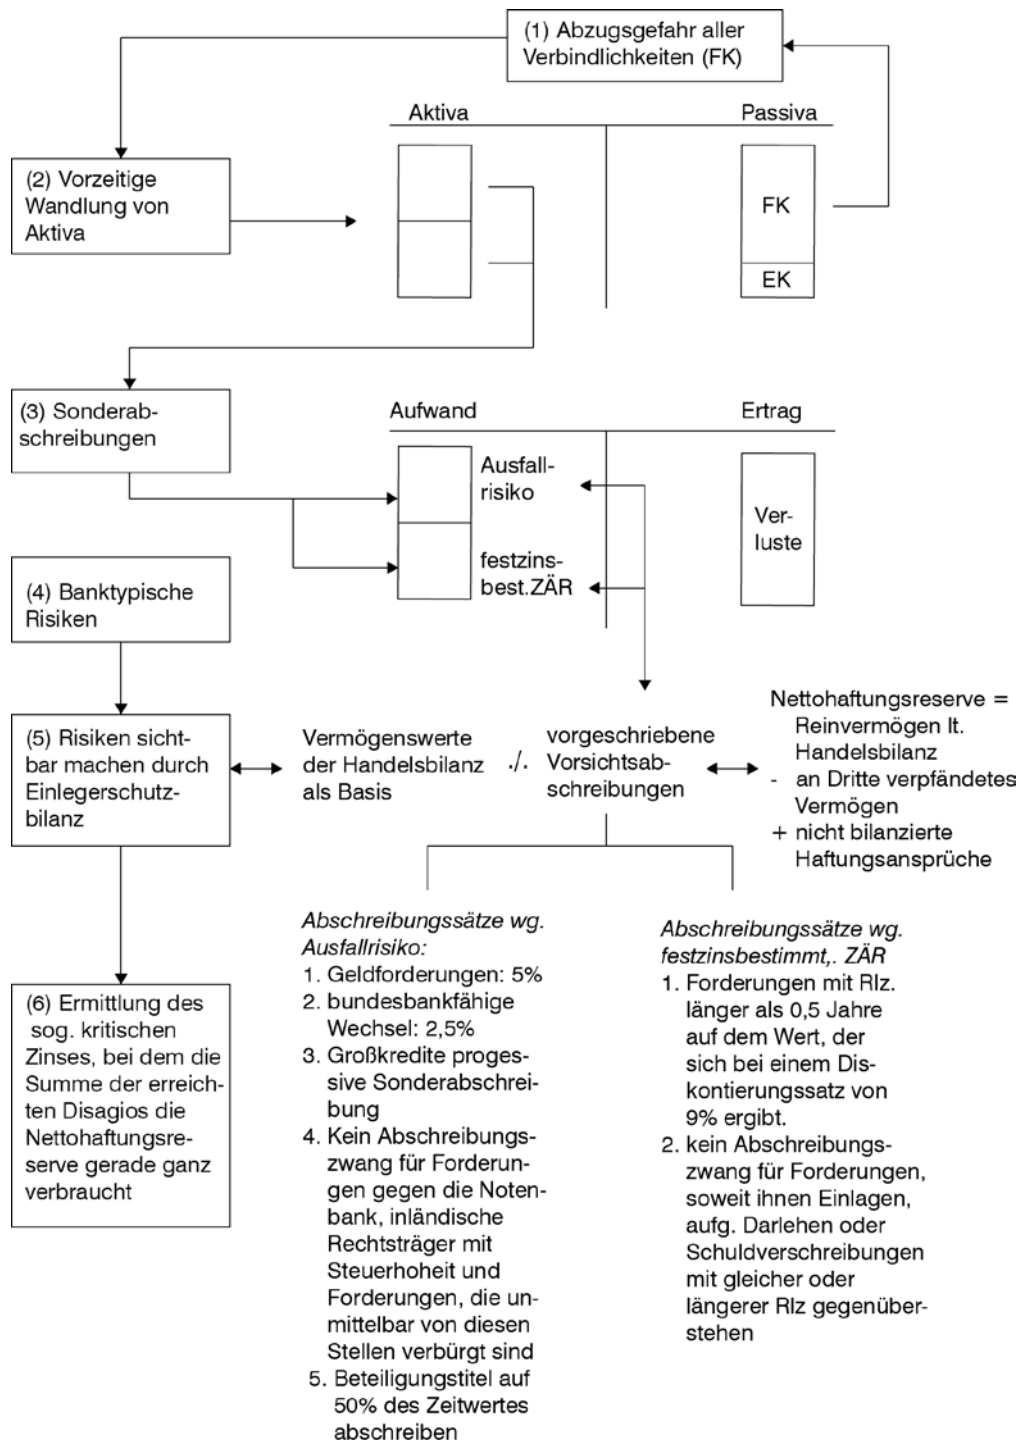 (1) Abzugsgefahr aller
Verbindlichkeiten (FK)
Aktiva
Passiva
(2) Vorzeitige
Wandlung von
Aktiva
FK
EK
(3) Sonderab-
schreibungen
Aufwand
Ertrag
Ausfall-
risiko
festzins-
best.ZÄR
Ver-
luste
(4) Banktypische
Risiken
(5) Risiken sicht-
bar machen durch
Einlegerschutz-
bilanz
Vermögenswerte
der Handelsbilanz
als Basis
./.
vorgeschriebene
Vorsichtsab-
schreibungen
Nettohaftungsreserve =
Reinvermögen lt.
Handelsbilanz
- an Dritte verpfändetes
Vermögen
+ nicht bilanzierte
Haftungsansprüche
(6) Ermittlung des
sog. kritischen
Zinses, bei dem die
Summe der erreich-
ten Disagios die
Nettohaftungsre-
serve gerade ganz
verbraucht
Abschreibungssätze wg.
Ausfallrisiko:
1. Geldforderungen: 5%
2. bundesbankfähige
Wechsel: 2,5%
3. Großkredite proges-
sive Sonderabschrei-
bung
4. Kein Abschreibungs-
zwang für Forderun-
gen gegen die Noten-
bank, inländische
Rechtsträger mit
Steuerhoheit und
Forderungen, die un-
mittelbar von diesen
Stellen verbürgt sind
5. Beteiligungstitel auf
50% des Zeitwertes
abschreiben
Abschreibungssätze wg.
festzinsbestimmt,. ZÄR
1. Forderungen mit Rlz.
länger als 0,5 Jahre
auf dem Wert, der
sich bei einem Dis-
kontierungssatz von
9% ergibt.
2. kein Abschreibungs-
zwang für Forderungen,
soweit ihnen Einlagen,
aufg. Darlehen oder
Schuldverschreibungen
mit gleicher oder
längerer Rlz gegenüber-
stehen